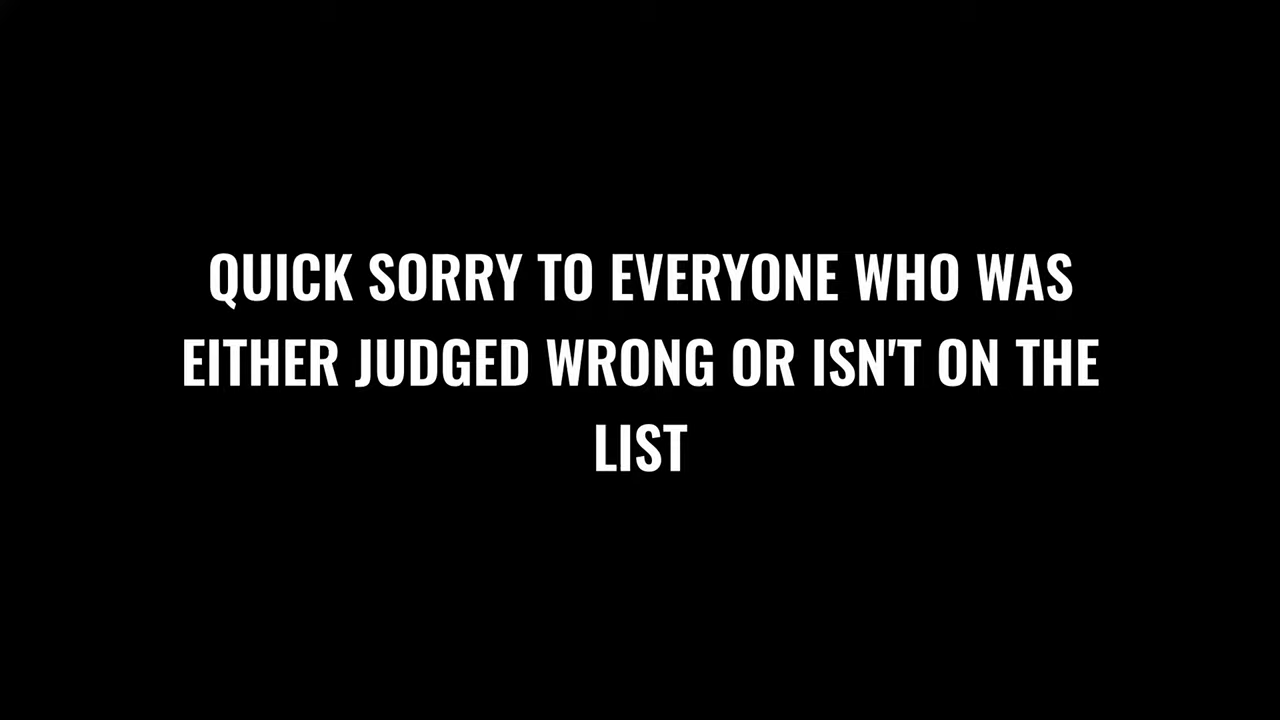 QUICK SORRY TO EVERYONE WHO WAS
EITHER JUDGED WRONG OR ISN'T ON THE
LIST